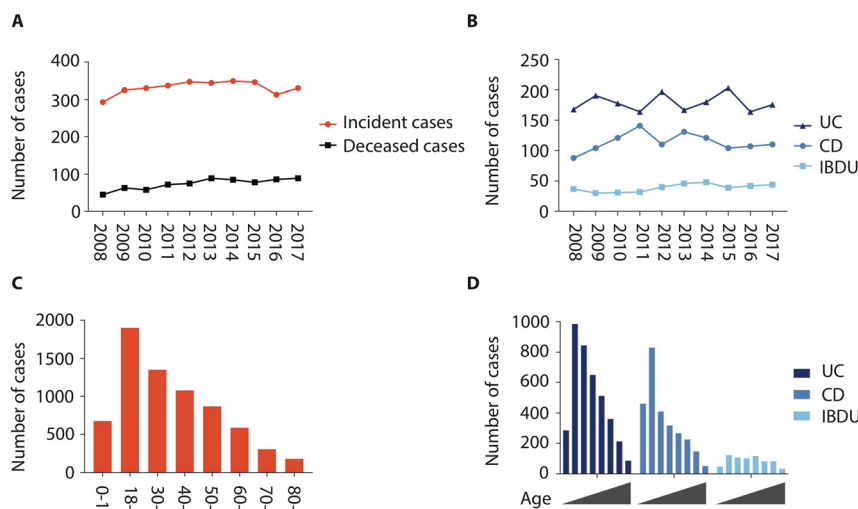 A
Number of cases
400
300
200
100
0
2008
2009
2010
2011
2012
2013
2014
2015
2016
2017
Incident cases
Deceased cases
B
Number of cases
250
200
150
100
50
0
2008
2009
2010
2011
2012
2013
2014
2015
2016
2017
UC
CD
IBDU
C
Number of cases
2000
1500
1000
500
0
0-1
18-
30-
40-
50-
60-
70-
80-
D
Number of cases
1000
800
600
400
200
0
Age
UC
CD
IBDU